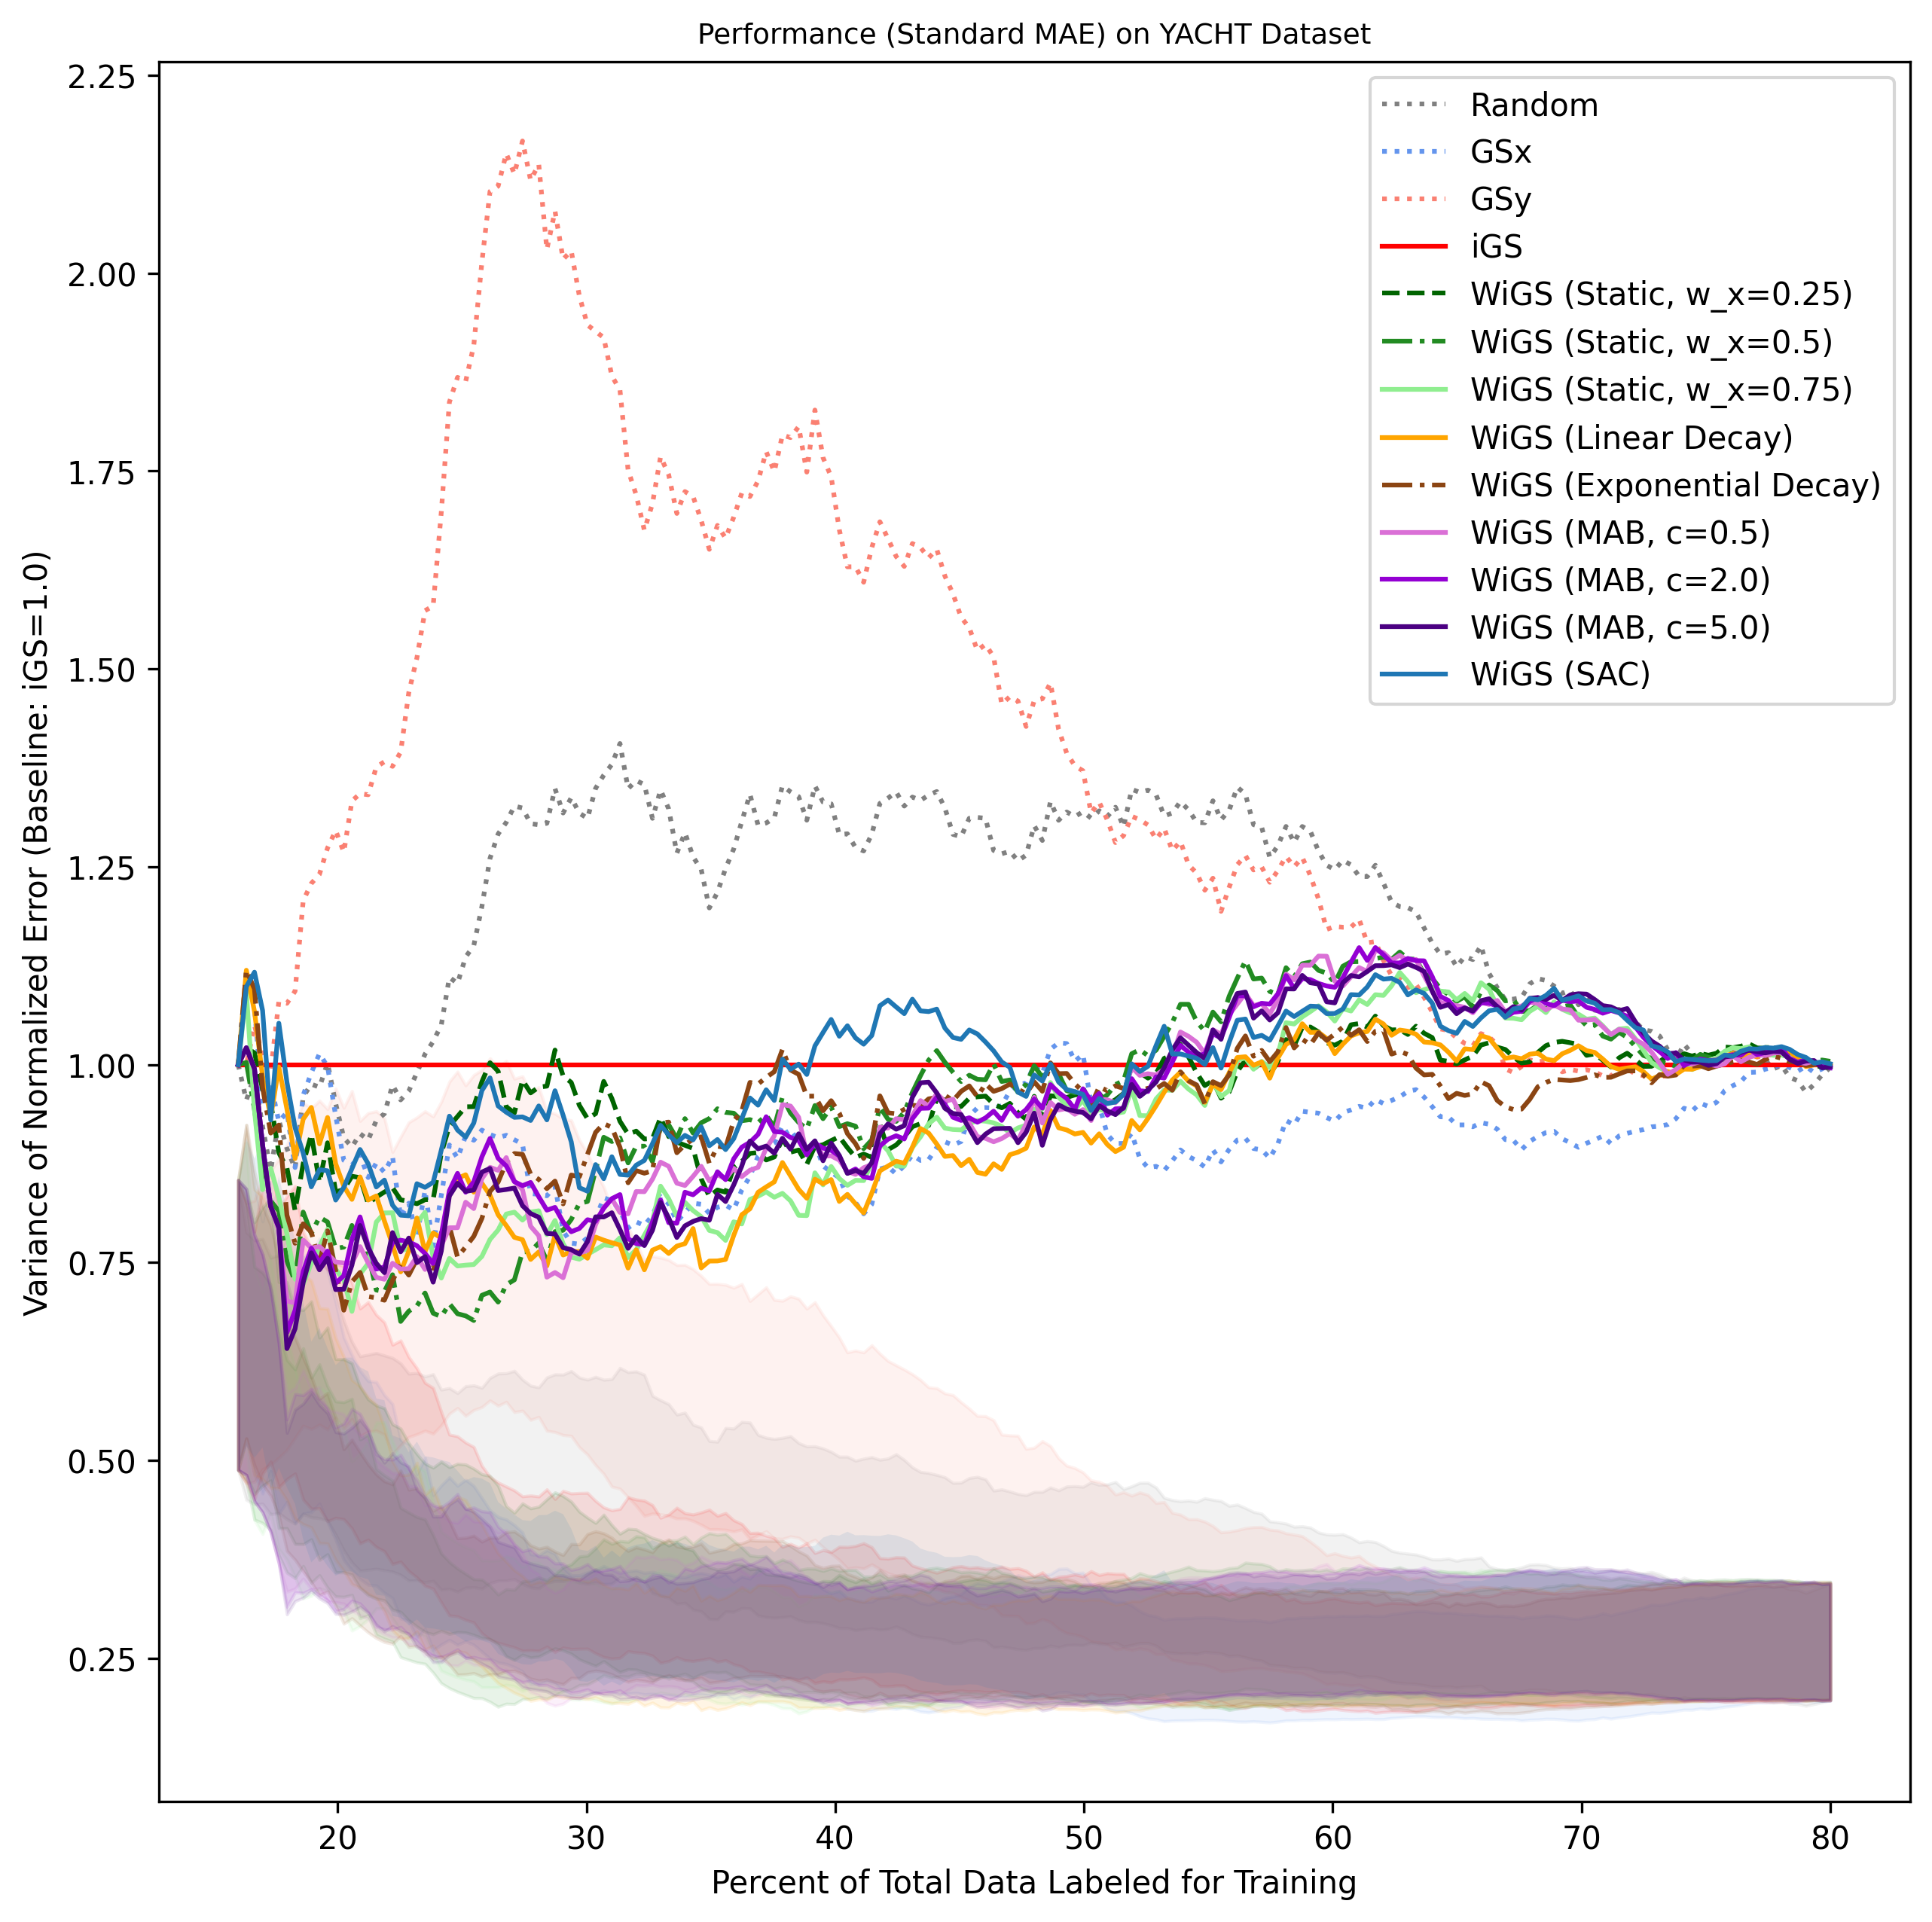 Performance (Standard MAE) on YACHT Dataset
Variance of Normalized Error (Baseline: iGS=1.0)
2.25
2.00
1.75
1.50
1.25
1.00
0.75
0.50
0.25
Random
GSx
GSy
iGS
WiGS (Static, w_x=0.25)
WiGS (Static, w_x=0.5)
WiGS (Static, w_x=0.75)
WiGS (Linear Decay)
WiGS (Exponential Decay)
WiGS (MAB, c=0.5)
WiGS (MAB, c=2.0)
WiGS (MAB, c=5.0)
WiGS (SAC)
20 30 40 50 60 70 80
Percent of Total Data Labeled for Training